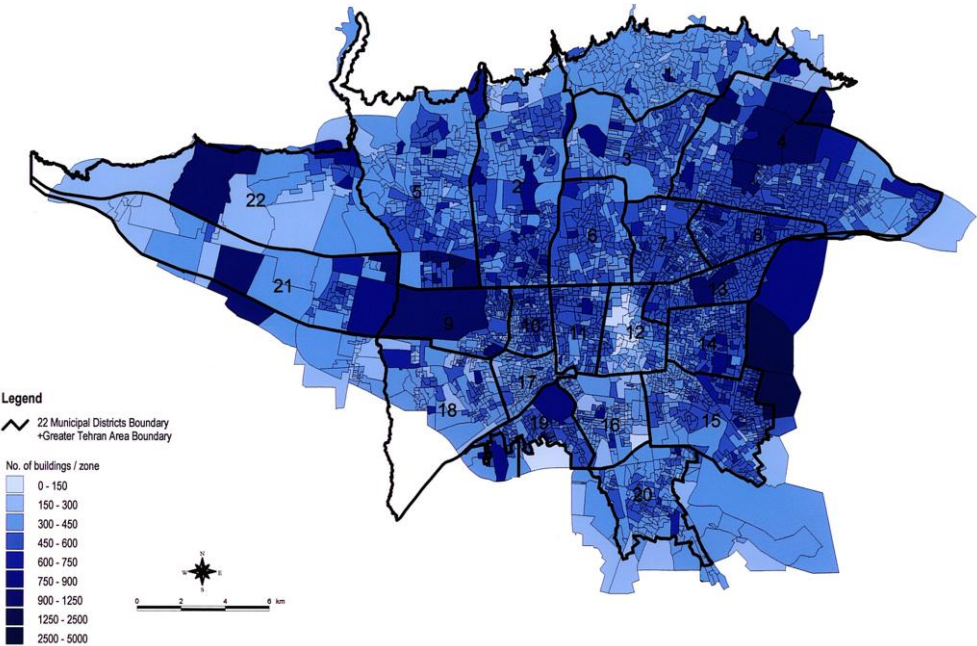 1
4
3
2
5
22
6
7
8
21
13
9
10
11
12
14
17
18
16
15
19
20
Legend
22 Municipal Districts Boundary
+Greater Tehran Area Boundary
No. of buildings / zone
0 - 150
150 - 300
300 - 450
450 - 600
600 - 750
750 - 900
900 - 1250
1250 - 2500
2500 - 5000
N
W E
S
0 2 4 6 km